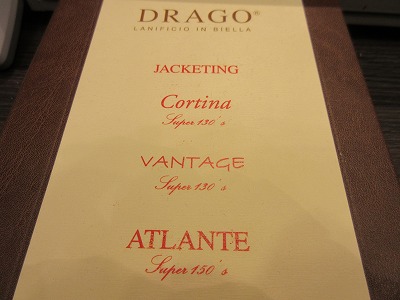 DRAGO®
LANIFICIO IN BIELLA
JACKETING
Cortina
Super 130's
VANTAGE
Super 130's
ATLANTE
Super 150's